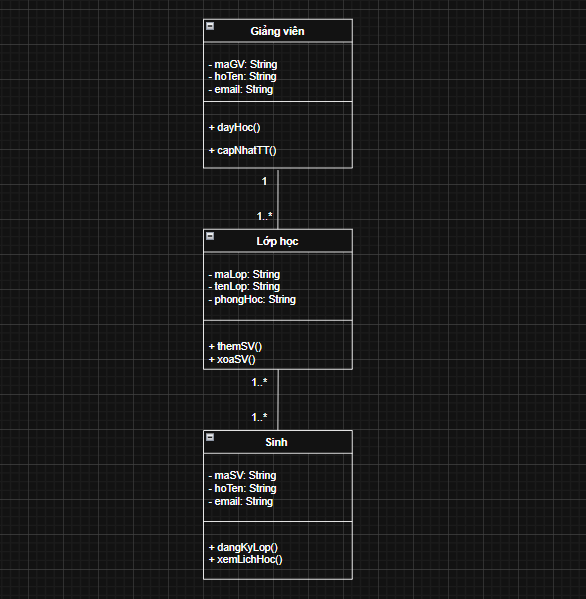 Giảng viên
- maGV: String
- hoTen: String
- email: String
+ dayHoc()
+ capNhatTT()
1
1..*
Lớp học
- maLop: String
- tenLop: String
- phongHoc: String
+ themSV()
+ xoaSV()
1..*
1..*
Sinh
- maSV: String
- hoTen: String
- email: String
+ dangKyLop()
+ xemLichHoc()